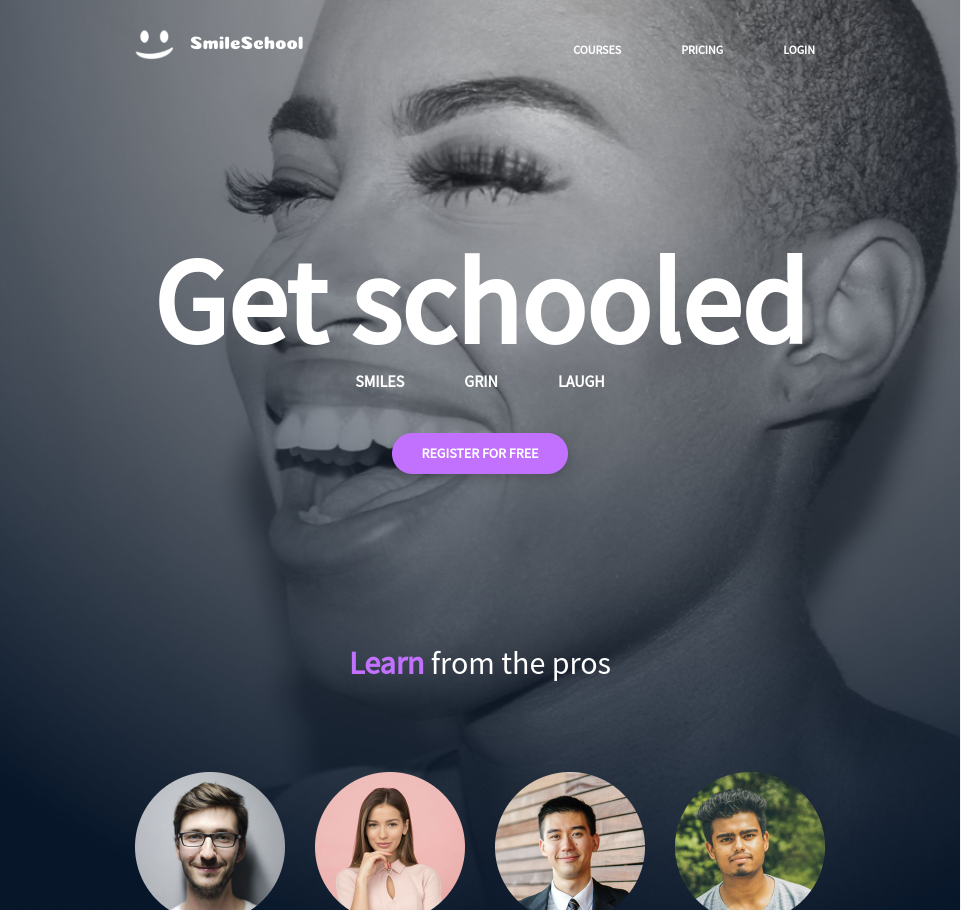 SmileSchool
COURSES PRICING LOGIN
Get schooled
SMILES GRIN LAUGH
REGISTER FOR FREE
Learn from the pros